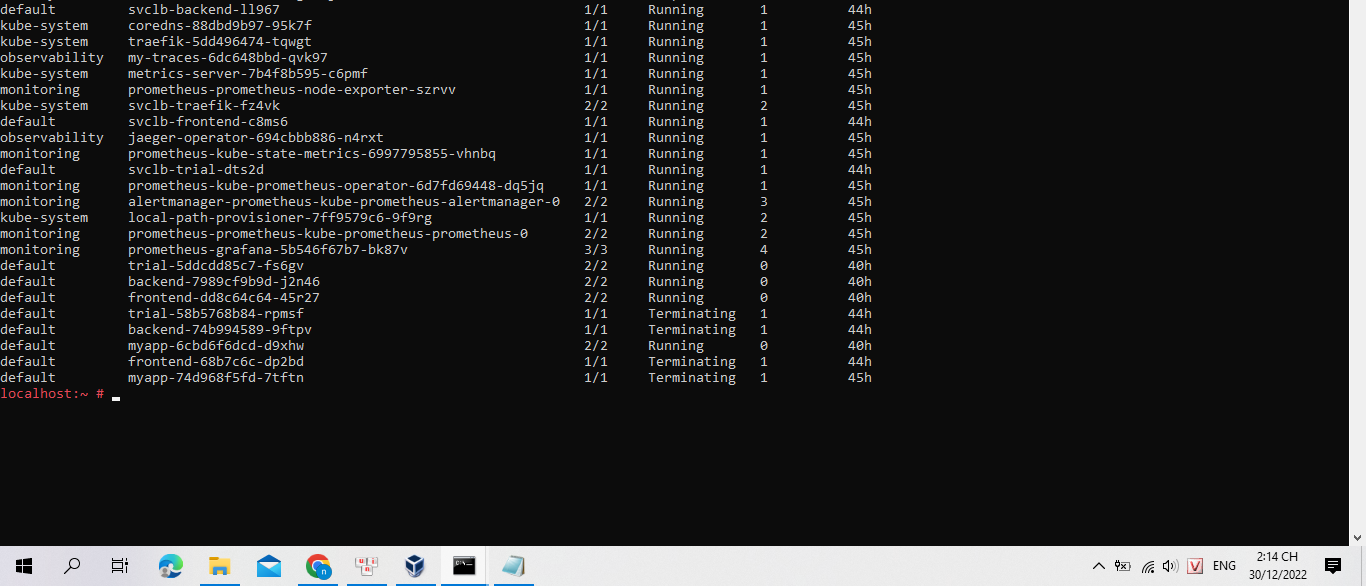 default svclb-backend-ll967 1/1 Running 1 44h
kube-system coredns-88dbd9b97-95k7f 1/1 Running 1 45h
kube-system traefik-5dd496474-tqwgt 1/1 Running 1 45h
observability my-traces-6dc648bbd-qvk97 1/1 Running 1 45h
kube-system metrics-server-7b4f8b595-c6pmf 1/1 Running 1 45h
monitoring prometheus-prometheus-node-exporter-szrvv 1/1 Running 1 45h
kube-system svclb-traefik-fz4vk 2/2 Running 2 45h
default svclb-frontend-c8ms6 1/1 Running 1 44h
observability jaeger-operator-694cbbb886-n4rxt 1/1 Running 1 45h
monitoring prometheus-kube-state-metrics-6997795855-vhnbq 1/1 Running 1 45h
default svclb-trial-dts2d 1/1 Running 1 44h
monitoring prometheus-kube-prometheus-operator-6d7fd69448-dq5jq 1/1 Running 1 45h
monitoring alertmanager-prometheus-kube-prometheus-alertmanager-0 2/2 Running 3 45h
kube-system local-path-provisioner-7ff9579c6-9f9rg 1/1 Running 2 45h
monitoring prometheus-prometheus-kube-prometheus-prometheus-0 2/2 Running 2 45h
monitoring prometheus-grafana-5b546f67b7-bk87v 3/3 Running 4 45h
default trial-5ddcdd85c7-fs6gv 2/2 Running 0 40h
default backend-7989cf9b9d-j2n46 2/2 Running 0 40h
default frontend-dd8c64c64-45r27 2/2 Running 0 40h
default trial-58b5768b84-rpmsf 1/1 Terminating 1 44h
default backend-74b994589-9ftpv 1/1 Terminating 1 44h
default myapp-6cbd6f6dcd-d9xhw 2/2 Running 0 40h
default frontend-68b7c6c-dp2bd 1/1 Terminating 1 44h
default myapp-74d968f5fd-7tftn 1/1 Terminating 1 45h
localhost:~ #
ENG
2:14 CH
30/12/2022